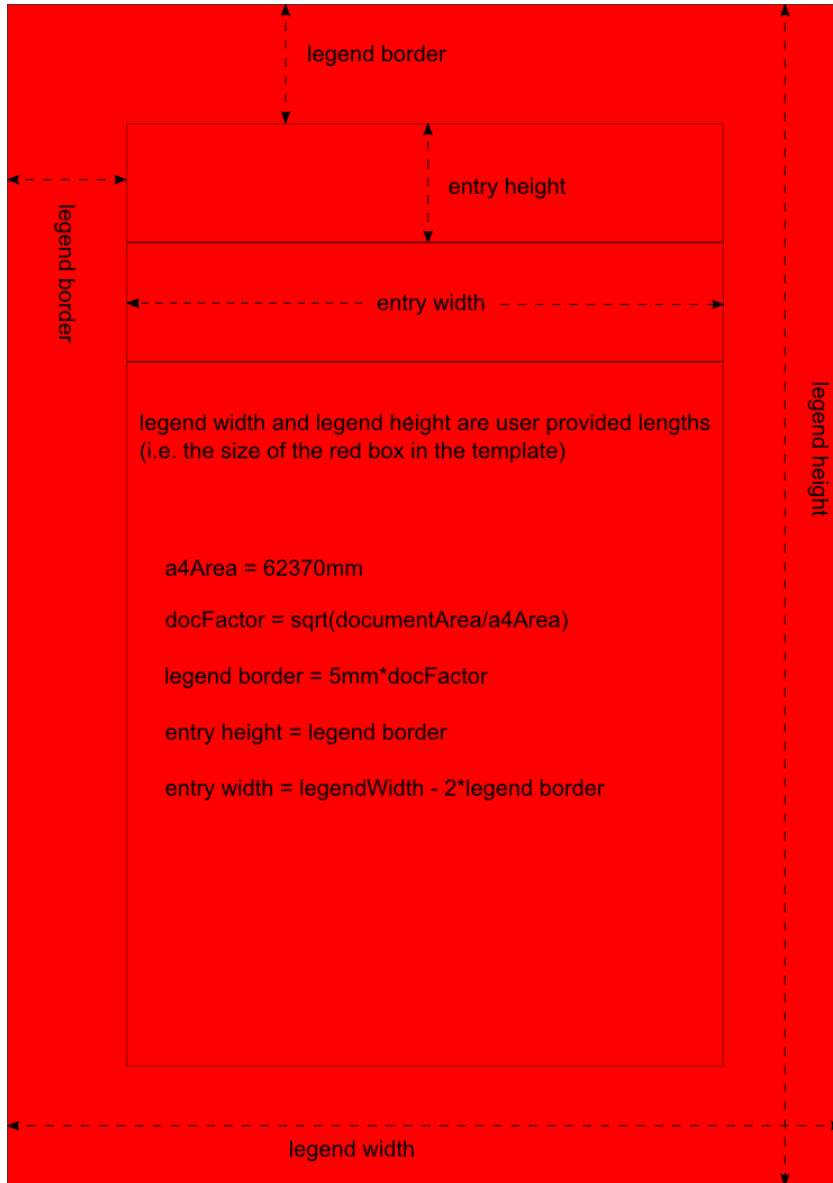 legend border
entry height
legend border
entry width
legend width and legend height are user provided lengths
(i.e. the size of the red box in the template)
legend height
a4Area = 62370mm
docFactor = sqrt(documentArea/a4Area)
legend border = 5mm*docFactor
entry height = legend border
entry width = legendWidth - 2*legend border
legend width